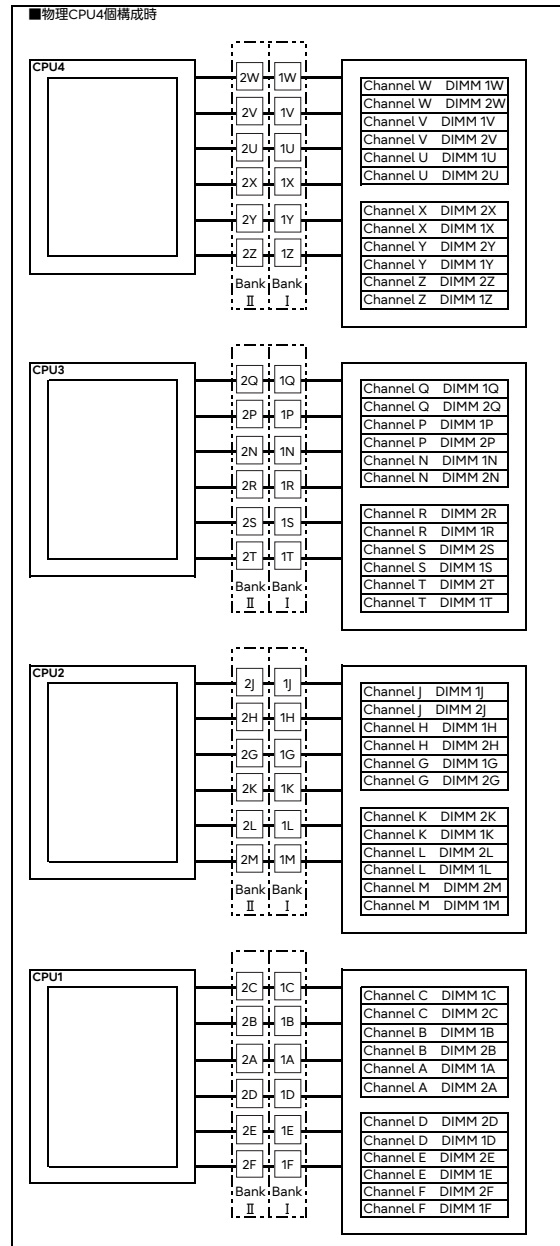 ■物理CPU4個構成時
CPU4
2W 1W
2V 1V
2U 1U
2X 1X
2Y 1Y
2Z 1Z
Bank Bank
Ⅱ Ⅰ
Channel W DIMM 1W
Channel W DIMM 2W
Channel V DIMM 1V
Channel V DIMM 2V
Channel U DIMM 1U
Channel U DIMM 2U
Channel X DIMM 2X
Channel X DIMM 1X
Channel Y DIMM 2Y
Channel Y DIMM 1Y
Channel Z DIMM 2Z
Channel Z DIMM 1Z
CPU3
2Q 1Q
2P 1P
2N 1N
2R 1R
2S 1S
2T 1T
Bank Bank
Ⅱ Ⅰ
Channel Q DIMM 1Q
Channel Q DIMM 2Q
Channel P DIMM 1P
Channel P DIMM 2P
Channel N DIMM 1N
Channel N DIMM 2N
Channel R DIMM 2R
Channel R DIMM 1R
Channel S DIMM 2S
Channel S DIMM 1S
Channel T DIMM 2T
Channel T DIMM 1T
CPU2
2J 1J
2H 1H
2G 1G
2K 1K
2L 1L
2M 1M
Bank Bank
Ⅱ Ⅰ
Channel J DIMM 1J
Channel J DIMM 2J
Channel H DIMM 1H
Channel H DIMM 2H
Channel G DIMM 1G
Channel G DIMM 2G
Channel K DIMM 2K
Channel K DIMM 1K
Channel L DIMM 2L
Channel L DIMM 1L
Channel M DIMM 2M
Channel M DIMM 1M
CPU1
2C 1C
2B 1B
2A 1A
2D 1D
2E 1E
2F 1F
Bank Bank
Ⅱ Ⅰ
Channel C DIMM 1C
Channel C DIMM 2C
Channel B DIMM 1B
Channel B DIMM 2B
Channel A DIMM 1A
Channel A DIMM 2A
Channel D DIMM 2D
Channel D DIMM 1D
Channel E DIMM 2E
Channel E DIMM 1E
Channel F DIMM 2F
Channel F DIMM 1F